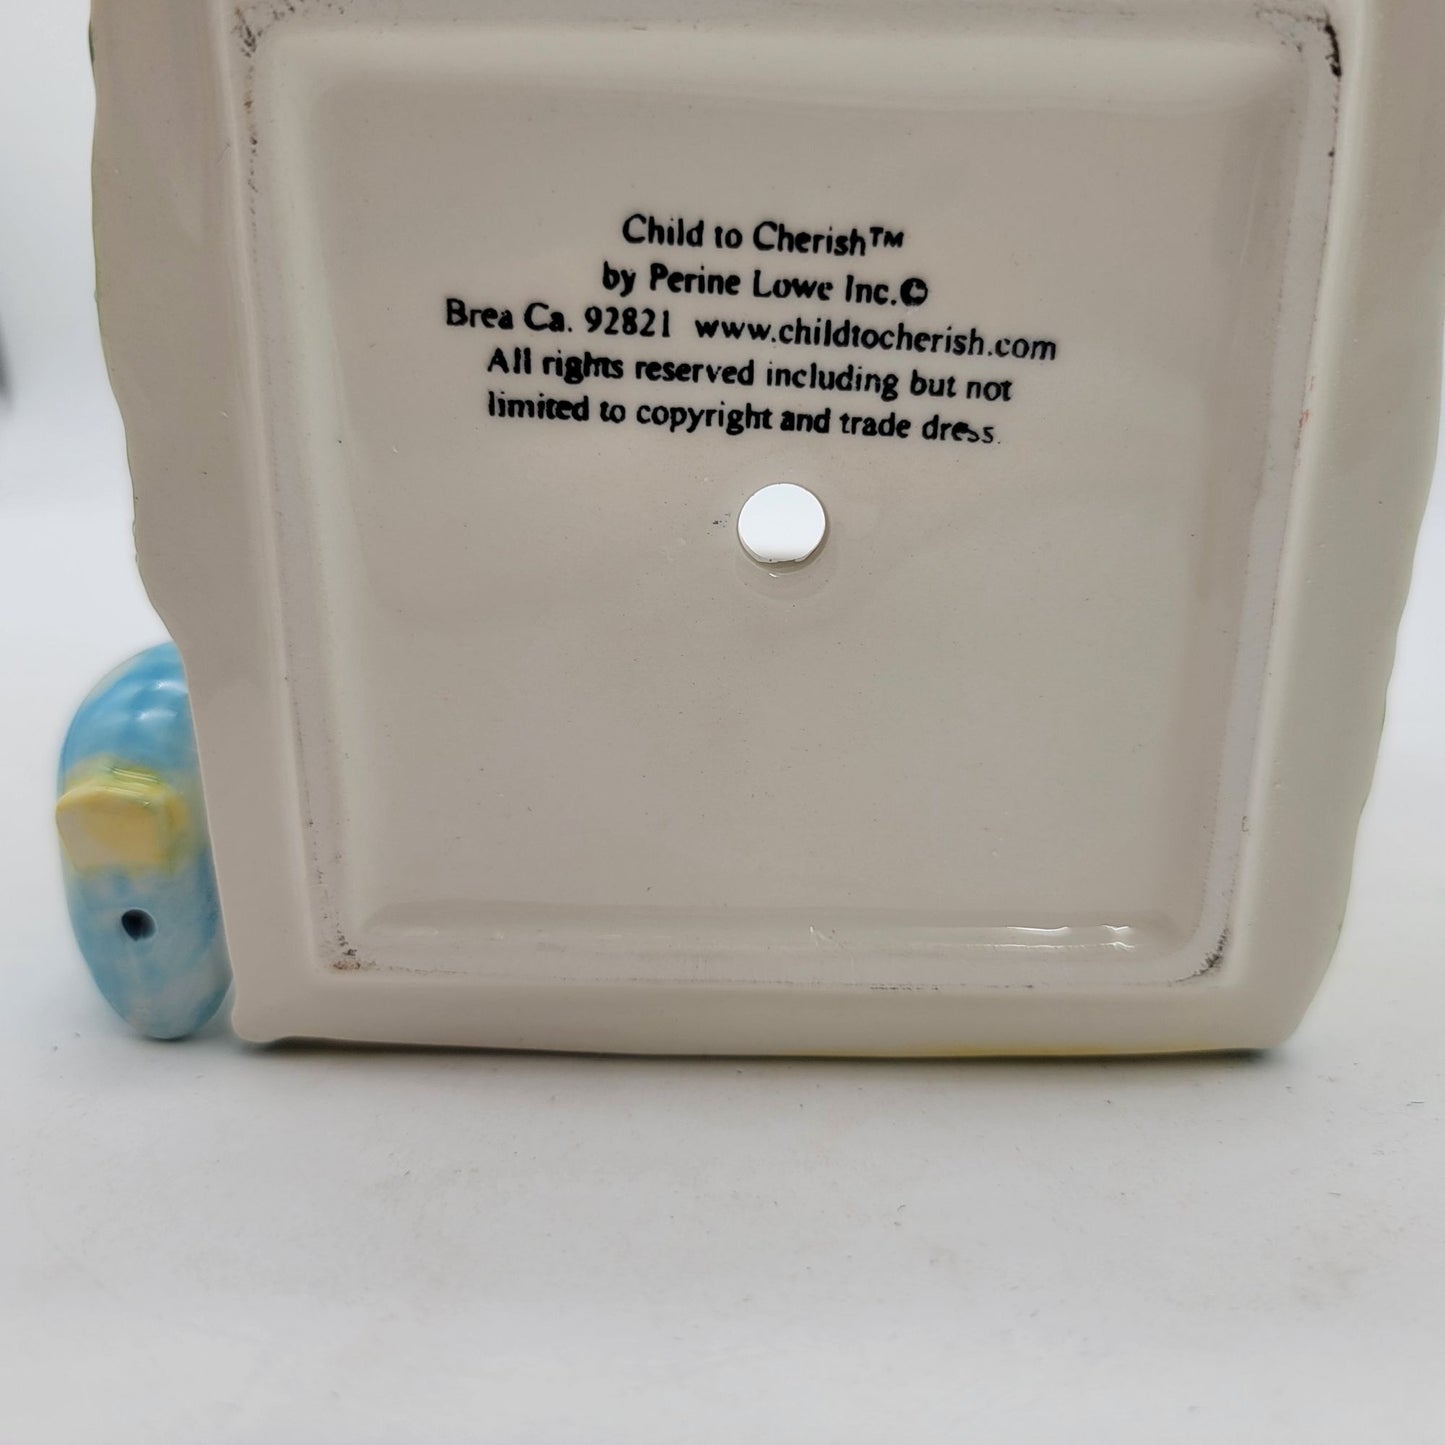 Child to Cherish™
by Perine Lowe Inc.©
Brea Ca. 92821 www.childtocherish.com
All rights reserved including but not
limited to copyright and trade dress.